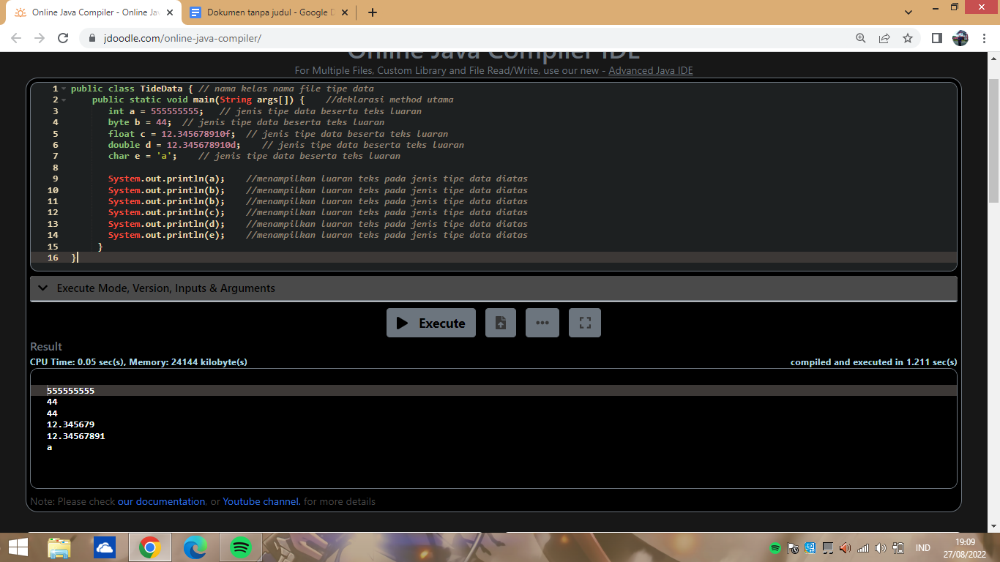 Online Java Compiler - Online Ja
Dokumen tanpa judul - Google D
jdoodle.com/online-java-compiler/
Online Java Compiler IDE
For Multiple Files, Custom Library and File Read/Write, use our new - Advanced Java IDE
1 public class TideData { // nama kelas nama file tipe data
2 public static void main(String args[]) { //deklarasi method utama
3 int a = 555555555; // jenis tipe data beserta teks luaran
4 byte b = 44; // jenis tipe data beserta teks luaran
5 float c = 12.345678910f; // jenis tipe data beserta teks luaran
6 double d = 12.345678910d; // jenis tipe data beserta teks luaran
7 char e = 'a'; // jenis tipe data beserta teks luaran
8
9 System.out.println(a); //menampilkan luaran teks pada jenis tipe data diatas
10 System.out.println(b); //menampilkan luaran teks pada jenis tipe data diatas
11 System.out.println(b); //menampilkan luaran teks pada jenis tipe data diatas
12 System.out.println(c); //menampilkan luaran teks pada jenis tipe data diatas
13 System.out.println(d); //menampilkan luaran teks pada jenis tipe data diatas
14 System.out.println(e); //menampilkan luaran teks pada jenis tipe data diatas
15 }
16 }
Execute Mode, Version, Inputs & Arguments
Execute
Result
CPU Time: 0.05 sec(s), Memory: 24144 kilobyte(s)
compiled and executed in 1.211 sec(s)
555555555
44
44
12.345679
12.34567891
a
Note: Please check our documentation, or Youtube channel. for more details
IND
19:09
27/08/2022